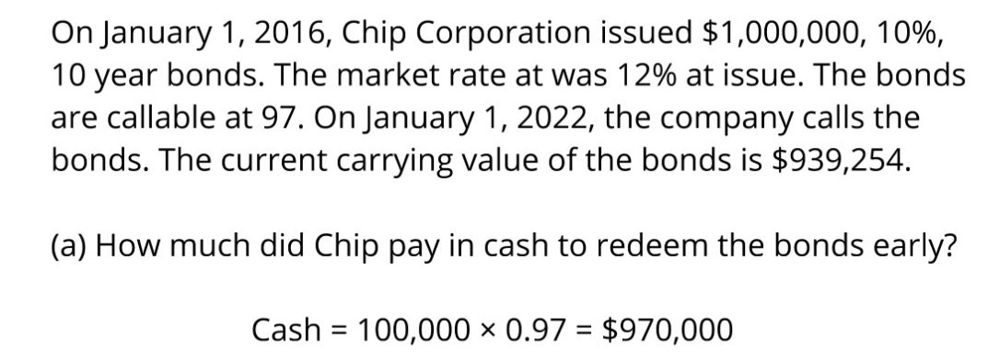 On January 1, 2016, Chip Corporation issued $1,000,000, 10%,
10 year bonds. The market rate at was 12% at issue. The bonds
are callable at 97. On January 1, 2022, the company calls the
bonds. The current carrying value of the bonds is $939,254.
(a) How much did Chip pay in cash to redeem the bonds early?
Cash = 100,000 × 0.97 = $970,000